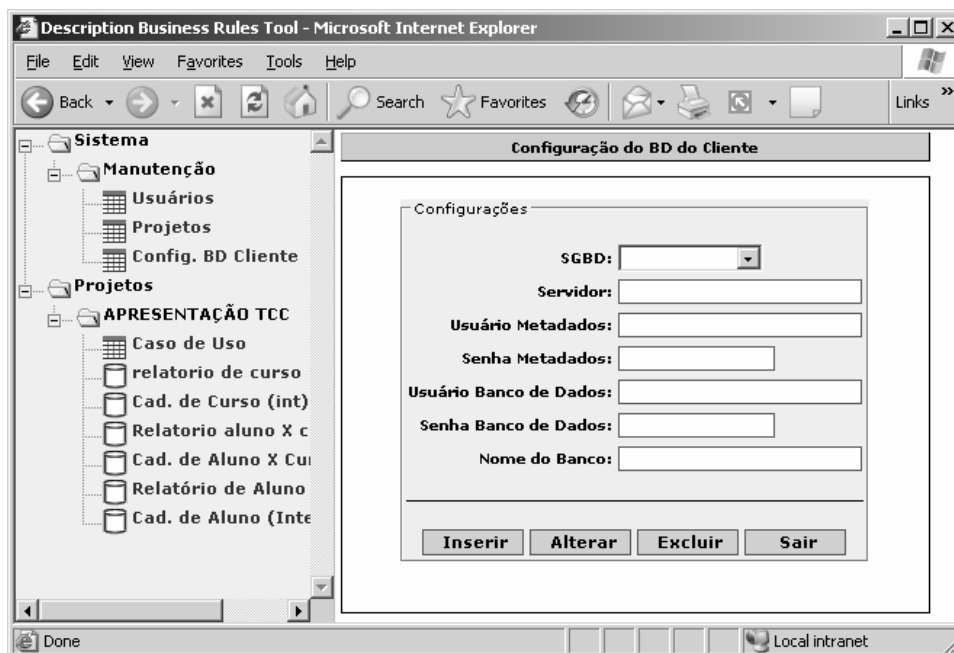 Description Business Rules Tool - Microsoft Internet Explorer
File Edit View Favorites Tools Help
Back Search Favorites Links »
Sistema
Manutenção
Usuários
Projetos
Config. BD Cliente
Projetos
APRESENTAÇÃO TCC
Caso de Uso
relatorio de curso
Cad. de Curso (int)
Relatorio aluno X c
Cad. de Aluno X Cur
Relatório de Aluno
Cad. de Aluno (Inte
Configuração do BD do Cliente
Configurações
SGBD:
Servidor:
Usuário Metadados:
Senha Metadados:
Usuário Banco de Dados:
Senha Banco de Dados:
Nome do Banco:
Inserir Alterar Excluir Sair
Done Local intranet